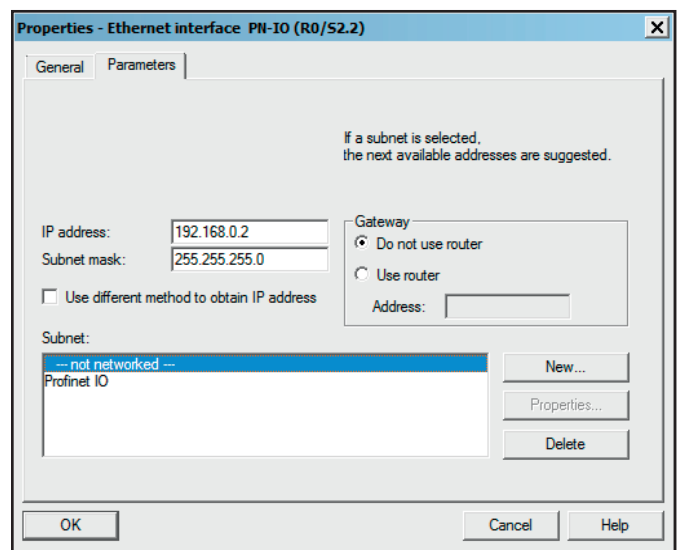 Properties - Ethernet interface PN-IO (R0/S2.2)
General Parameters
If a subnet is selected,
the next available addresses are suggested.
IP address: 192.168.0.2
Subnet mask: 255.255.255.0
Use different method to obtain IP address
Gateway
Do not use router
Use router
Address:
Subnet:
--- not networked ---
Profinet IO
New...
Properties...
Delete
OK Cancel Help